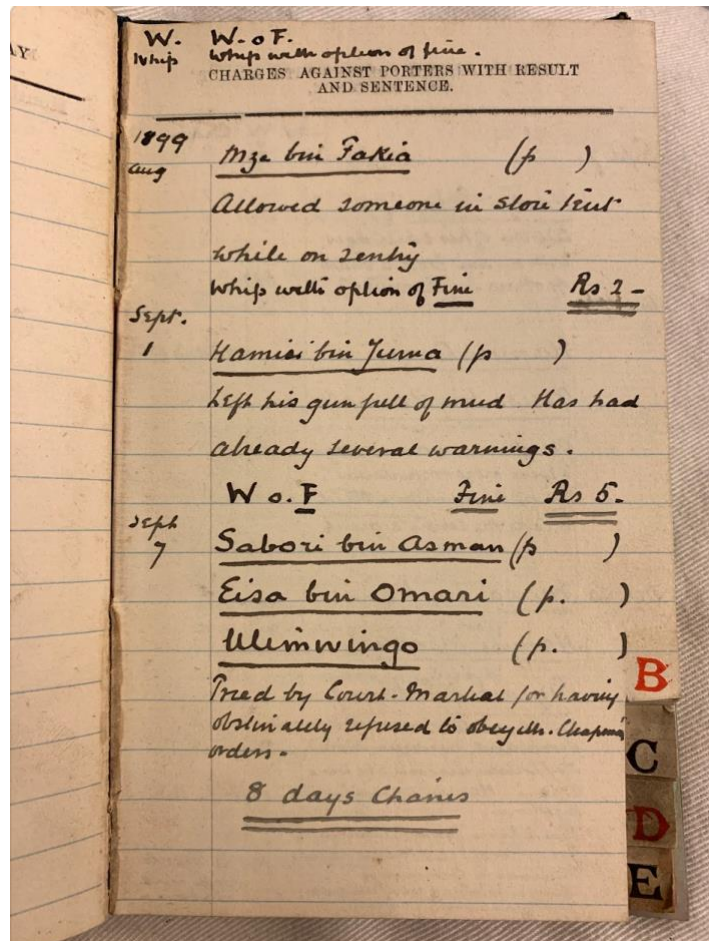 AY
W. W. of F.
Whip Whip with option of fine.
CHARGES AGAINST PORTERS WITH RESULT
AND SENTENCE.
1899
Aug
Mze bin Fakia (p )
Allowed someone in store tent
while on sentry
Whip with option of Fine Rs 2 –
Sept.
1 Hamisi bin Juma (p )
Left his gun full of mud. Has had
already several warnings.
W o. F Fine Rs 5.
Sept
7 Sabori bin Asman (p )
Eisa bin Omari (p. )
Ulimwingo (p. )
B
Tried by Court-Martial for having
obstinately refused to obey Mr. Chapman's
orders.
C
8 days Chains
D
E